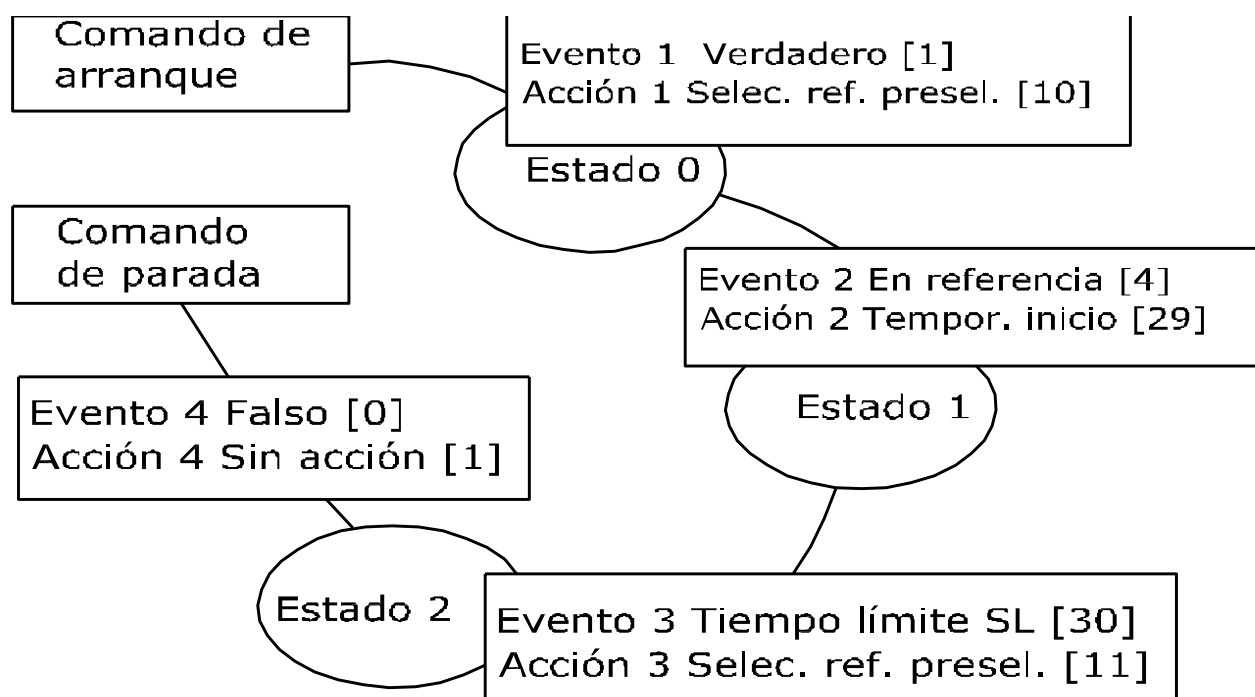 Comando de
arranque
Evento 1 Verdadero [1]
Acción 1 Selec. ref. presel. [10]
Estado 0
Comando
de parada
Evento 2 En referencia [4]
Acción 2 Tempor. inicio [29]
Evento 4 Falso [0]
Acción 4 Sin acción [1]
Estado 1
Estado 2
Evento 3 Tiempo límite SL [30]
Acción 3 Selec. ref. presel. [11]